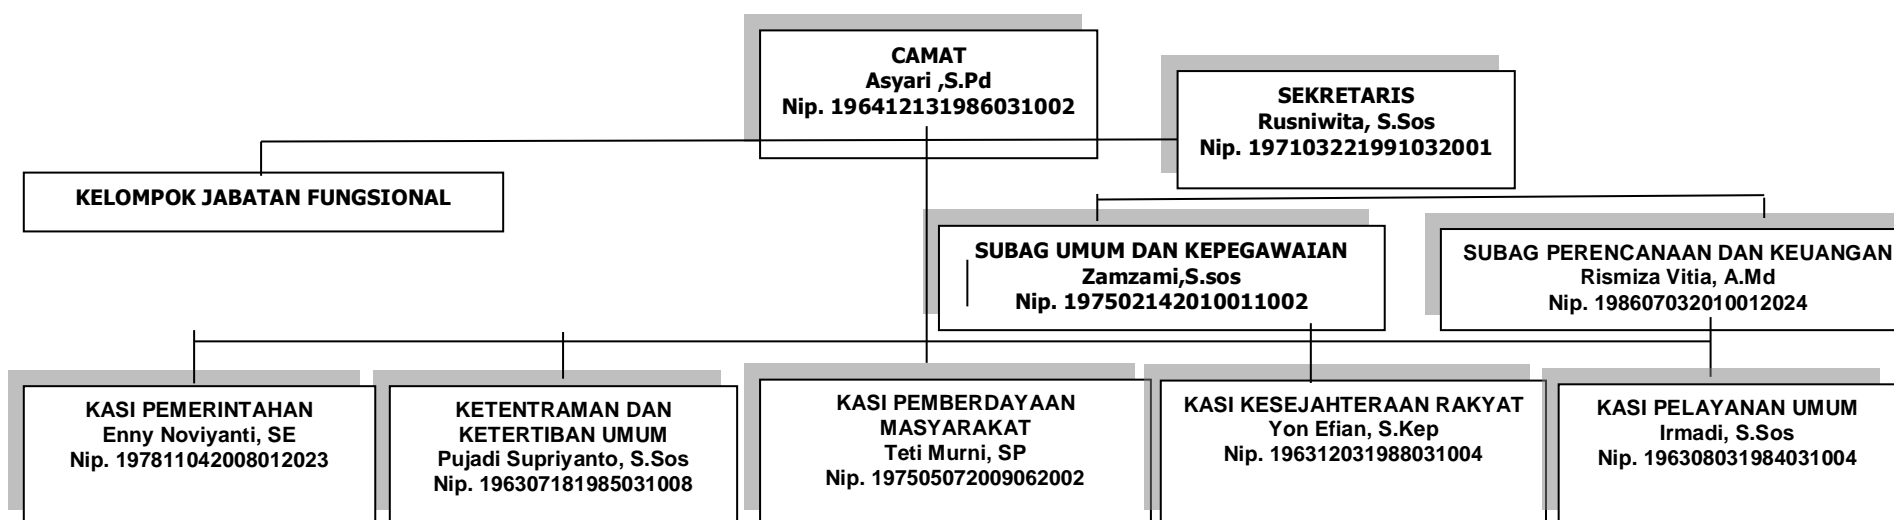 CAMAT
Asyari ,S.Pd
Nip. 196412131986031002
SEKRETARIS
Rusniwita, S.Sos
Nip. 197103221991032001
KELOMPOK JABATAN FUNGSIONAL
SUBAG UMUM DAN KEPEGAWAIAN
Zamzami,S.sos
Nip. 197502142010011002
SUBAG PERENCANAAN DAN KEUANGAN
Rismiza Vitia, A.Md
Nip. 198607032010012024
KASI PEMERINTAHAN
Enny Noviyanti, SE
Nip. 197811042008012023
KETENTRAMAN DAN
KETERTIBAN UMUM
Pujadi Supriyanto, S.Sos
Nip. 196307181985031008
KASI PEMBERDAYAAN
MASYARAKAT
Teti Murni, SP
Nip. 197505072009062002
KASI KESEJAHTERAAN RAKYAT
Yon Efian, S.Kep
Nip. 196312031988031004
KASI PELAYANAN UMUM
Irmadi, S.Sos
Nip. 196308031984031004